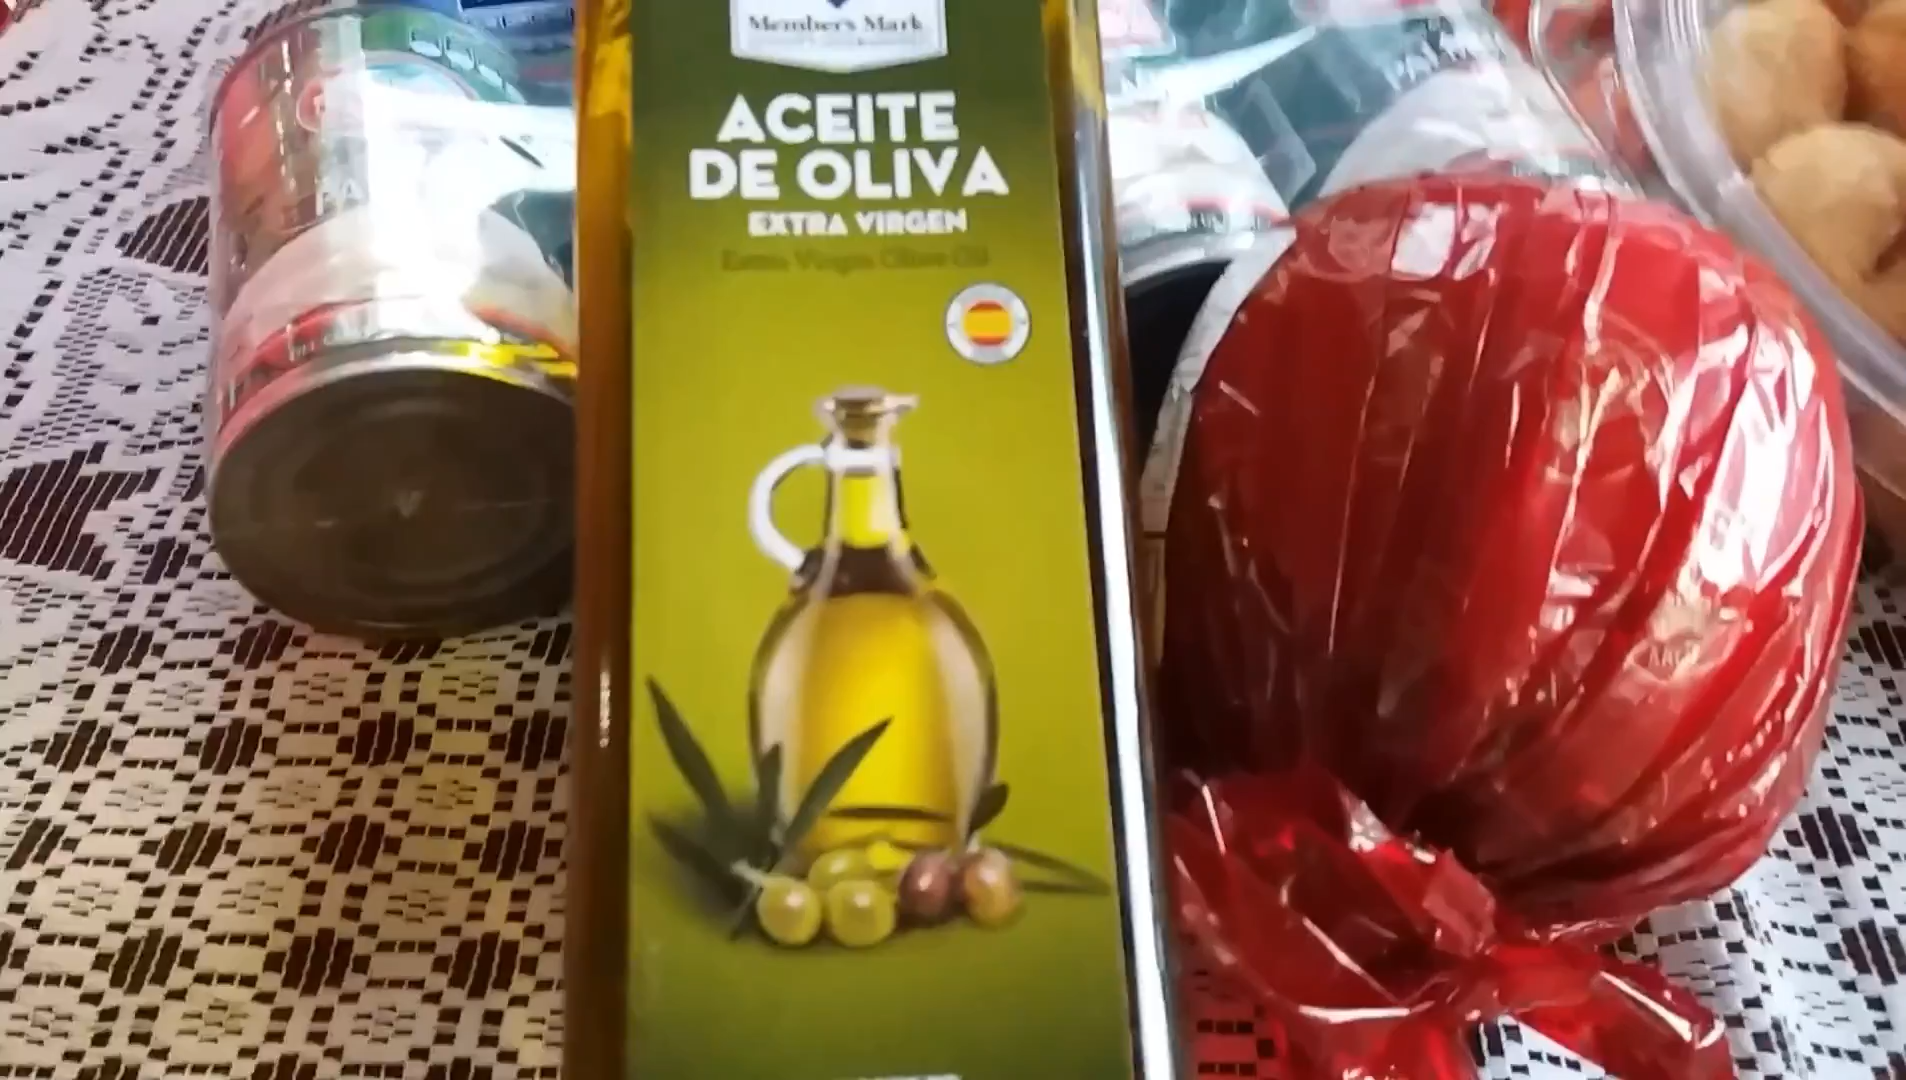 Member's Mark
ACEITE
DE OLIVA
EXTRA VIRGEN
Extra Virgin Olive Oil